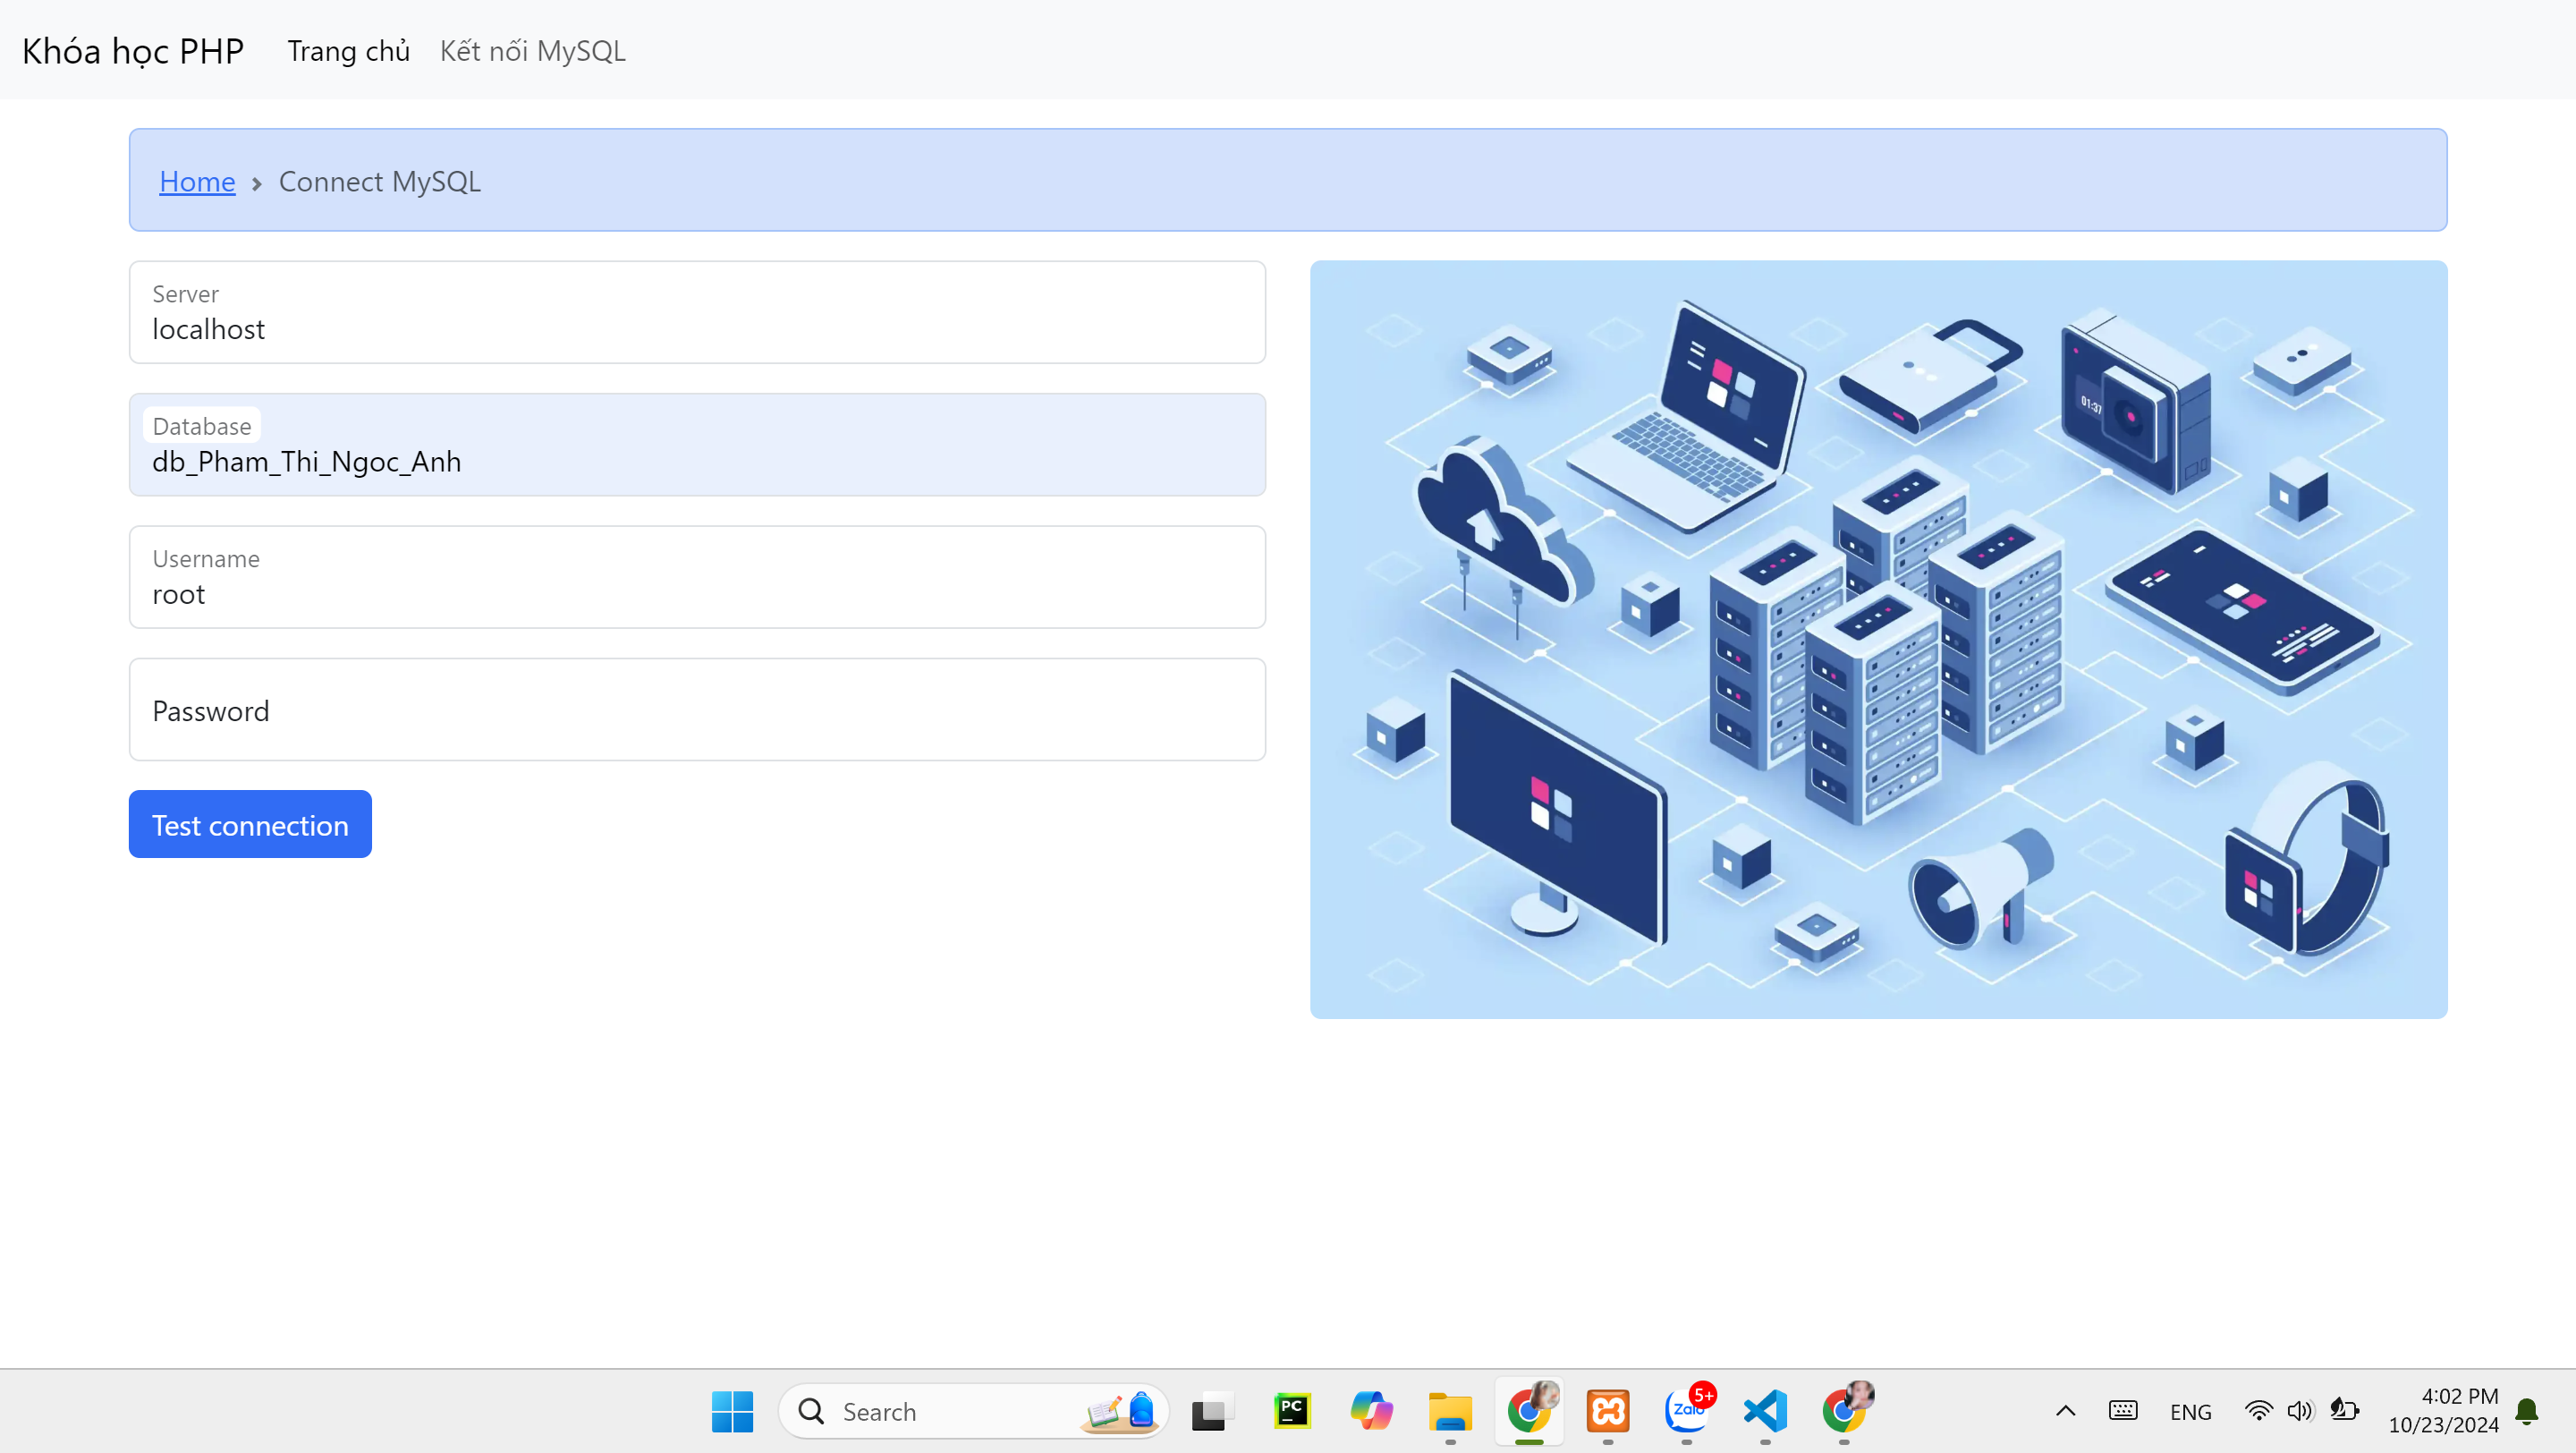 Khóa học PHP Trang chủ Kết nối MySQL
Home › Connect MySQL
Server
localhost
Database
db_Pham_Thi_Ngoc_Anh
Username
root
Password
Test connection
01:37
Search
PC
Zalo
5+
ENG
4:02 PM
10/23/2024